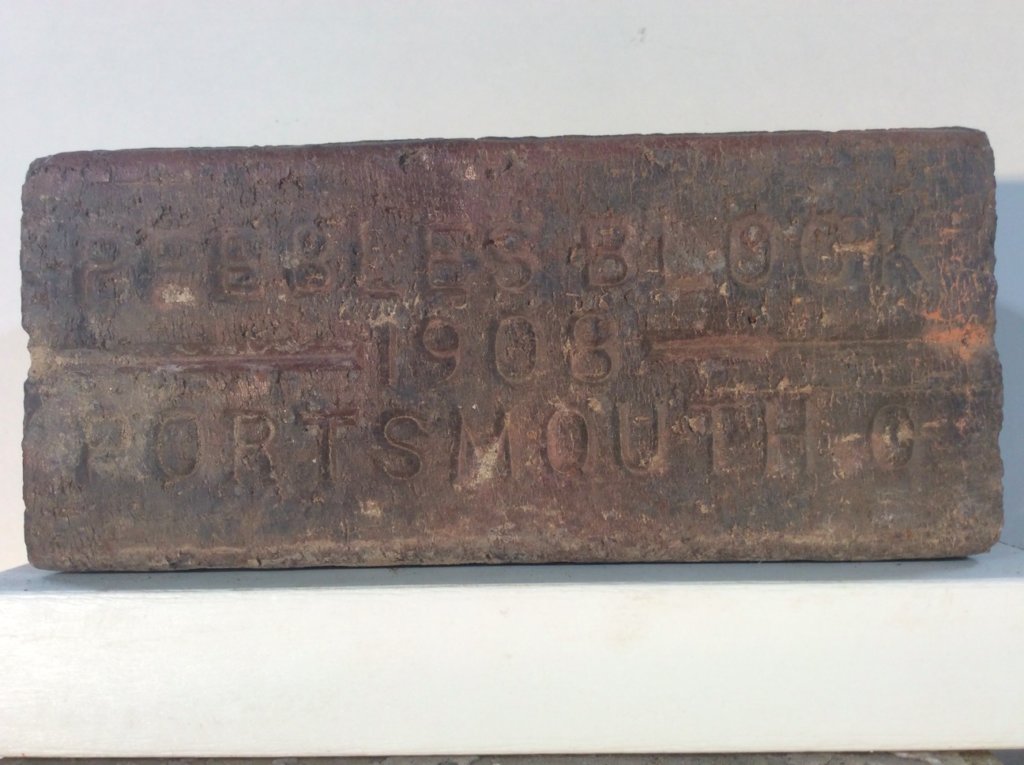 PEEBLES BLOCK
1908
PORTSMOUTH O